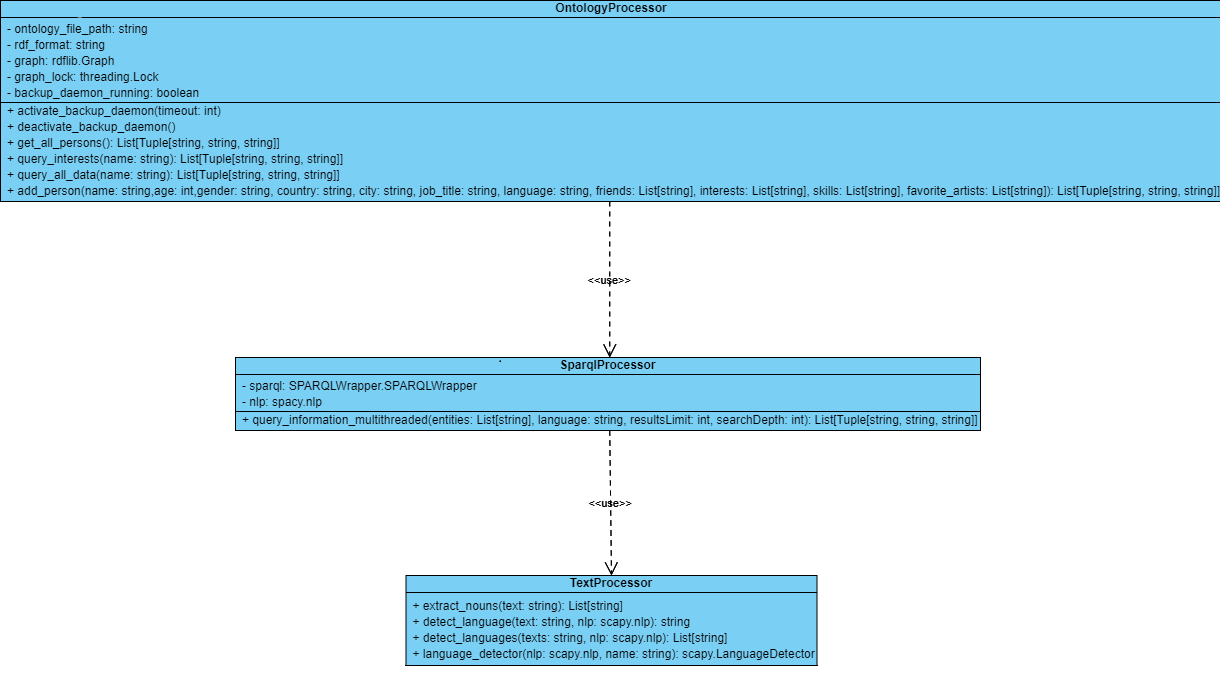 OntologyProcessor
- ontology_file_path: string
- rdf_format: string
- graph: rdflib.Graph
- graph_lock: threading.Lock
- backup_daemon_running: boolean
+ activate_backup_daemon(timeout: int)
+ deactivate_backup_daemon()
+ get_all_persons(): List[Tuple[string, string, string]]
+ query_interests(name: string): List[Tuple[string, string, string]]
+ query_all_data(name: string): List[Tuple[string, string, string]]
+ add_person(name: string,age: int,gender: string, country: string, city: string, job_title: string, language: string, friends: List[string], interests: List[string], skills: List[string], favorite_artists: List[string]): List[Tuple[string, string, string]]
<<use>>
SparqlProcessor
- sparql: SPARQLWrapper.SPARQLWrapper
- nlp: spacy.nlp
+ query_information_multithreaded(entities: List[string], language: string, resultsLimit: int, searchDepth: int): List[Tuple[string, string, string]]
<<use>>
TextProcessor
+ extract_nouns(text: string): List[string]
+ detect_language(text: string, nlp: scapy.nlp): string
+ detect_languages(texts: string, nlp: scapy.nlp): List[string]
+ language_detector(nlp: scapy.nlp, name: string): scapy.LanguageDetector